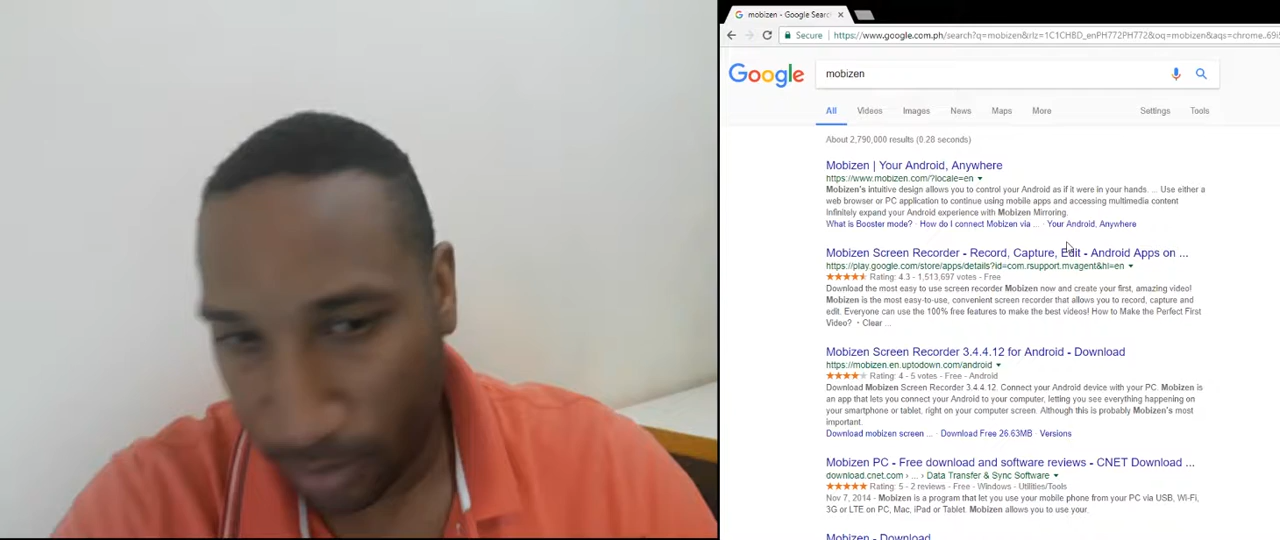 mobizen - Google Searc
Secure
https://www.google.com.ph/search?q=mobizen&rlz=1C1CHBD_enPH772PH772&oq=mobizen&aqs=chrome..69i5
Google
mobizen
All Videos Images News Maps More Settings Tools
About 2,790,000 results (0.28 seconds)
Mobizen | Your Android, Anywhere
https://www.mobizen.com/?locale=en
Mobizen's intuitive design allows you to control your Android as if it were in your hands. ... Use either a
web browser or PC application to continue using mobile apps and accessing multimedia content
Infinitely expand your Android experience with Mobizen Mirroring.
What is Booster mode? · How do I connect Mobizen via ... · Your Android, Anywhere
Mobizen Screen Recorder - Record, Capture, Edit - Android Apps on ...
https://play.google.com/store/apps/details?id=com.rsupport.mvagent&hl=en
Rating: 4.3 - 1,513,697 votes - Free
Download the most easy to use screen recorder Mobizen now and create your first, amazing video!
Mobizen is the most easy-to-use, convenient screen recorder that allows you to record, capture and
edit. Everyone can use the 100% free features to make the best videos! How to Make the Perfect First
Video? · Clear ...
Mobizen Screen Recorder 3.4.4.12 for Android - Download
https://mobizen.en.uptodown.com/android
Rating: 4 - 5 votes - Free - Android
Download Mobizen Screen Recorder 3.4.4.12. Connect your Android device with your PC. Mobizen is
an app that lets you connect your Android to your computer, letting you see everything happening on
your smartphone or tablet, right on your computer screen. Although this is probably Mobizen's most
important.
Download mobizen screen ... · Download Free 26.63MB · Versions
Mobizen PC - Free download and software reviews - CNET Download ...
download.cnet.com › ... › Data Transfer & Sync Software
Rating: 5 - 2 reviews - Free - Windows - Utilities/Tools
Nov 7, 2014 - Mobizen is a program that let you use your mobile phone from your PC via USB, Wi-Fi,
3G or LTE on PC, Mac, iPad or Tablet. Mobizen allows you to use your.
Mobizen - Download